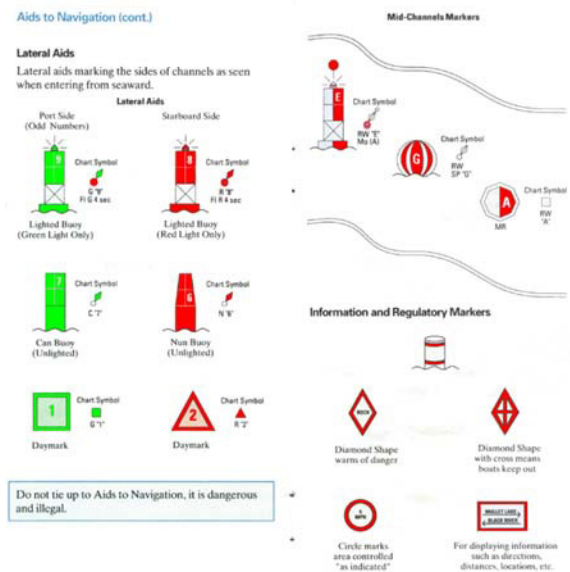 Aids to Navigation (cont.)
Lateral Aids
Lateral aids marking the sides of channels as seen
when entering from seaward.
Lateral Aids
Port Side
(Odd Numbers)
Starboard Side
9
Chart Symbol
G "9"
Fl G 4 sec
Lighted Buoy
(Green Light Only)
8
Chart Symbol
R "8"
Fl R 4 sec
Lighted Buoy
(Red Light Only)
7
Chart Symbol
C "7"
Can Buoy
(Unlighted)
6
Chart Symbol
N "6"
Nun Buoy
(Unlighted)
1
Chart Symbol
G "1"
Daymark
2
Chart Symbol
R "2"
Daymark
Do not tie up to Aids to Navigation, it is dangerous
and illegal.
Mid-Channels Markers
E
Chart Symbol
RW "E"
Mo (A)
G
Chart Symbol
RW
SP "G"
A
MR
Chart Symbol
RW
"A"
Information and Regulatory Markers
ROCK
Diamond Shape
warns of danger
Diamond Shape
with cross means
boats keep out
5
MPH
Circle marks
area controlled
"as indicated"
MULLET LAKE
BLACK RIVER
For displaying information
such as directions,
distances, locations, etc.